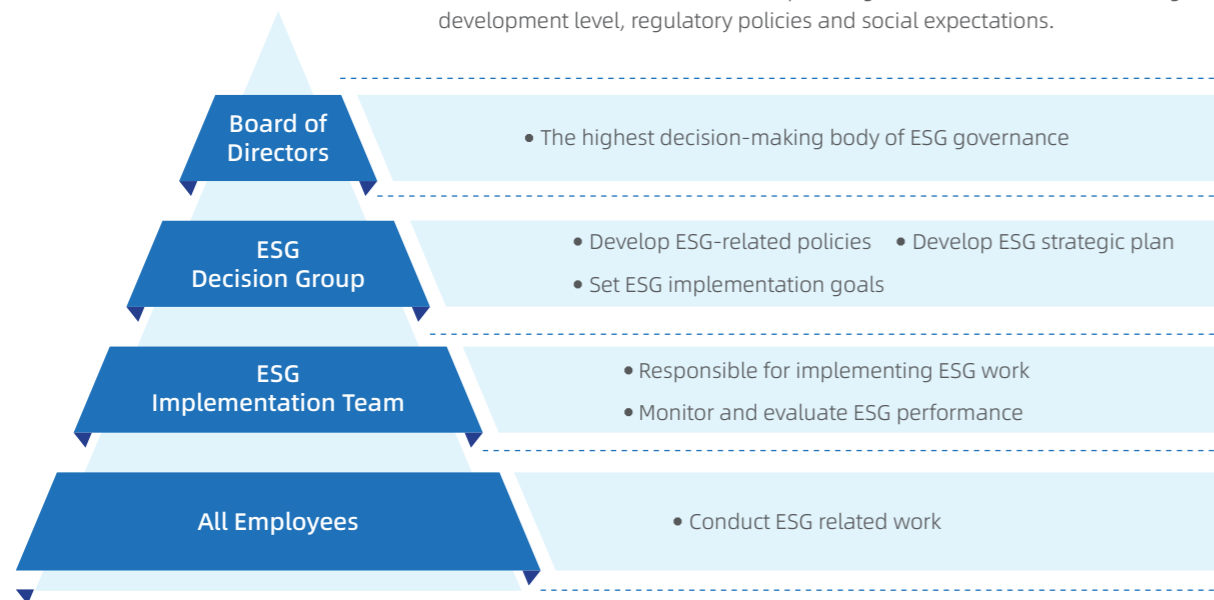 development level, regulatory policies and social expectations.
Board of
Directors
• The highest decision-making body of ESG governance
ESG
Decision Group
• Develop ESG-related policies • Develop ESG strategic plan
• Set ESG implementation goals
ESG
Implementation Team
• Responsible for implementing ESG work
• Monitor and evaluate ESG performance
All Employees
• Conduct ESG related work